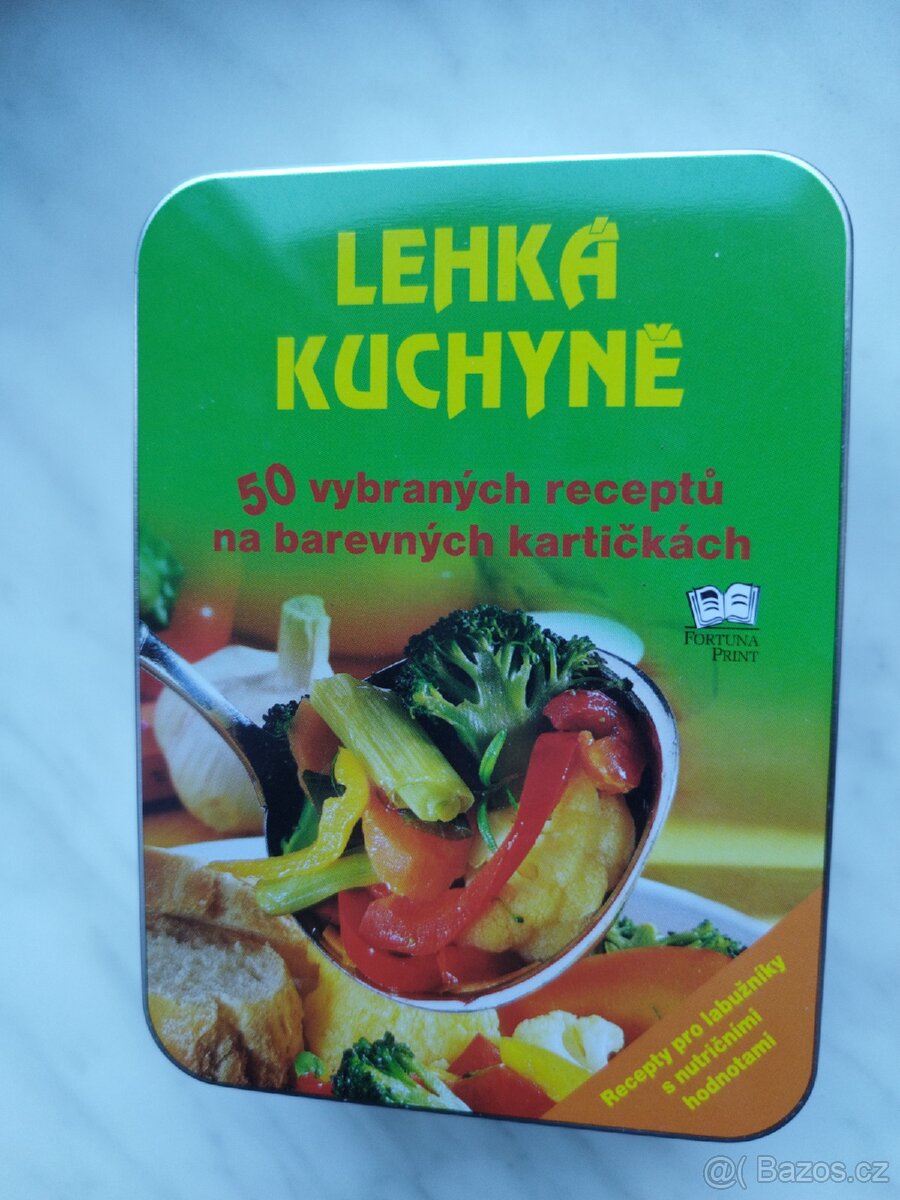 LEHKÁ
KUCHYNĚ
50 vybraných receptů
na barevných kartičkách
FORTUNA
PRINT
Recepty pro labužníky
s nutričními
hodnotami
@( Bazos.cz